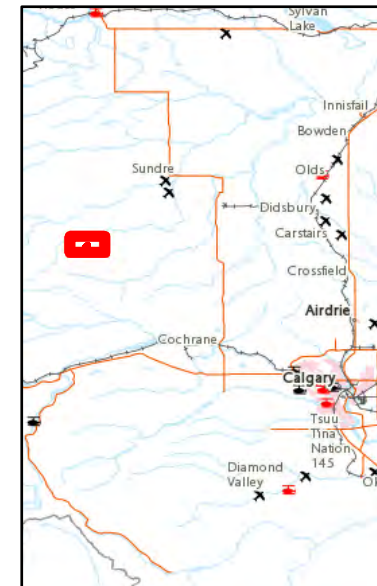 Sylvan
Lake
Innisfail
Bowden
Sundre
Olds
Didsbury
Carstairs
Crossfield
Airdrie
Cochrane
Calgary
Tsuu
T'ina
Nation
145
Diamond
Valley